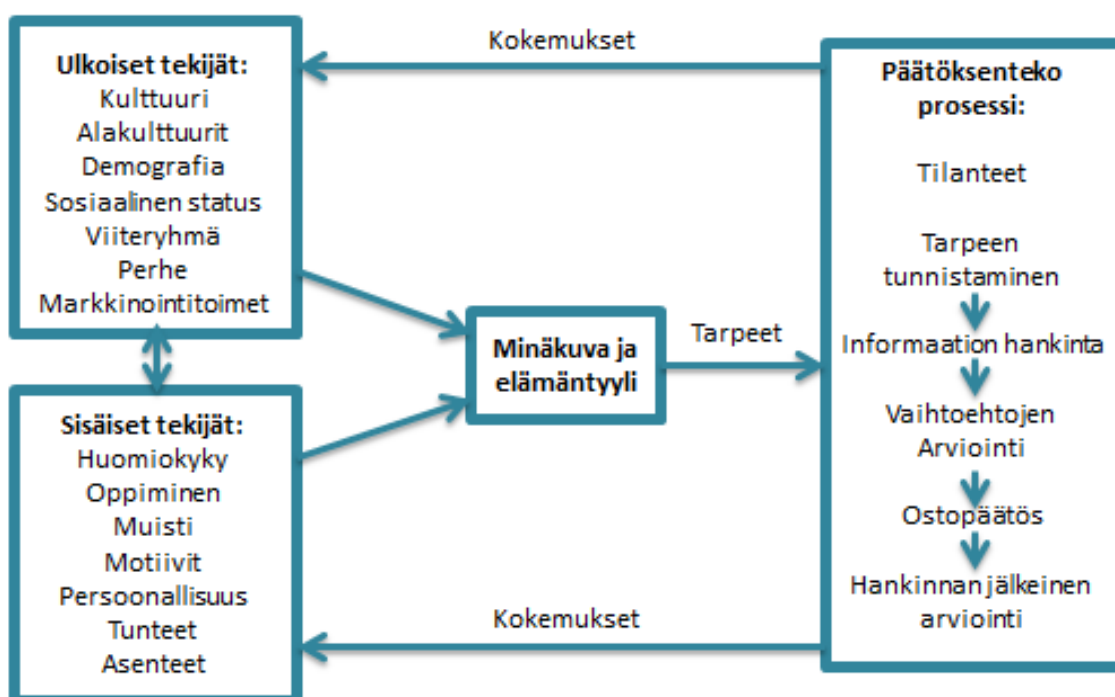 Ulkoiset tekijät:
Kulttuuri
Alakulttuurit
Demografia
Sosiaalinen status
Viiteryhmä
Perhe
Markkinointitoimet
Sisäiset tekijät:
Huomiokyky
Oppiminen
Muisti
Motiivit
Persoonallisuus
Tunteet
Asenteet
Kokemukset
Minäkuva ja
elämäntyyli
Tarpeet
Kokemukset
Päätöksenteko
prosessi:
Tilanteet
Tarpeen
tunnistaminen
Informaation hankinta
Vaihtoehtojen
Arviointi
Ostopäätös
Hankinnan jälkeinen
arviointi